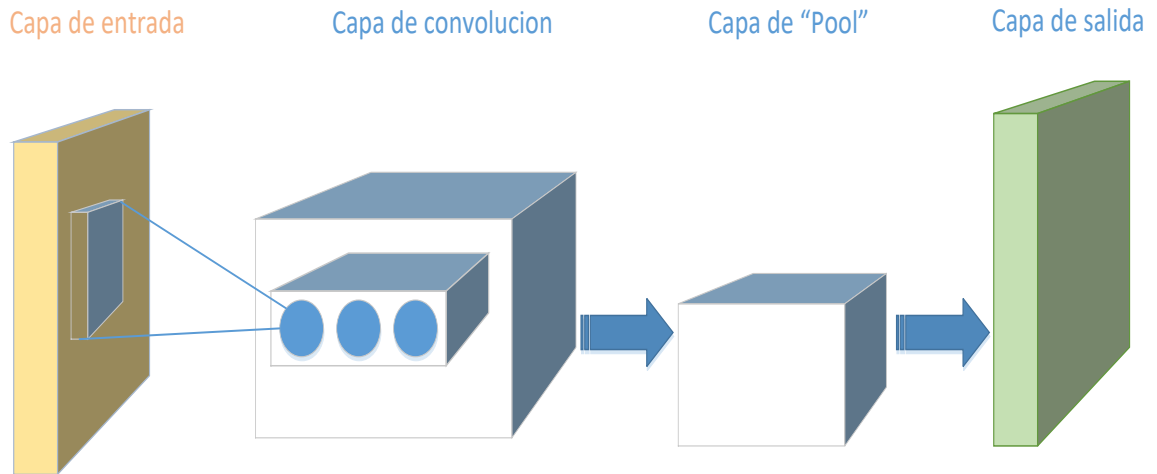 Capa de entrada
Capa de convolucion
Capa de “Pool”
Capa de salida